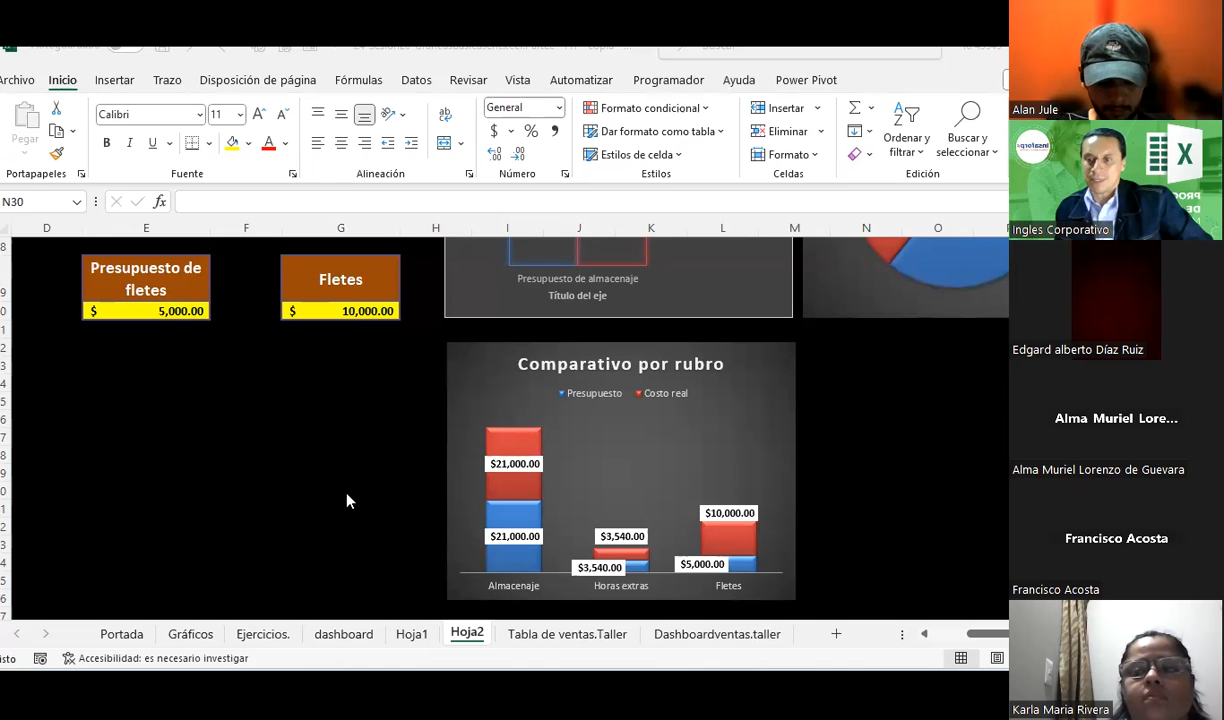 Archivo Inicio Insertar Trazo Disposición de página Fórmulas Datos Revisar Vista Automatizar Programador Ayuda Power Pivot
Pegar
Calibri 11
N K S
General
$ % ,
Formato condicional
Dar formato como tabla
Estilos de celda
Insertar
Eliminar
Formato
Ordenar y
filtrar
Buscar y
seleccionar
Portapapeles Fuente Alineación Número Estilos Celdas Edición
N30 fx
D E F G H I J K L M N O
Presupuesto de
fletes
$ 5,000.00
Fletes
$ 10,000.00
Presupuesto de almacenaje
Título del eje
Comparativo por rubro
Presupuesto Costo real
$21,000.00
$21,000.00
$3,540.00
$3,540.00
$10,000.00
$5,000.00
Almacenaje Horas extras Fletes
Portada Gráficos Ejercicios. dashboard Hoja1 Hoja2 Tabla de ventas.Taller Dashboardventas.taller
Accesibilidad: es necesario investigar
Alan Jule
insaforp
Ingles Corporativo
Edgard alberto Díaz Ruiz
Alma Muriel Lore...
Alma Muriel Lorenzo de Guevara
Francisco Acosta
Francisco Acosta
Karla Maria Rivera